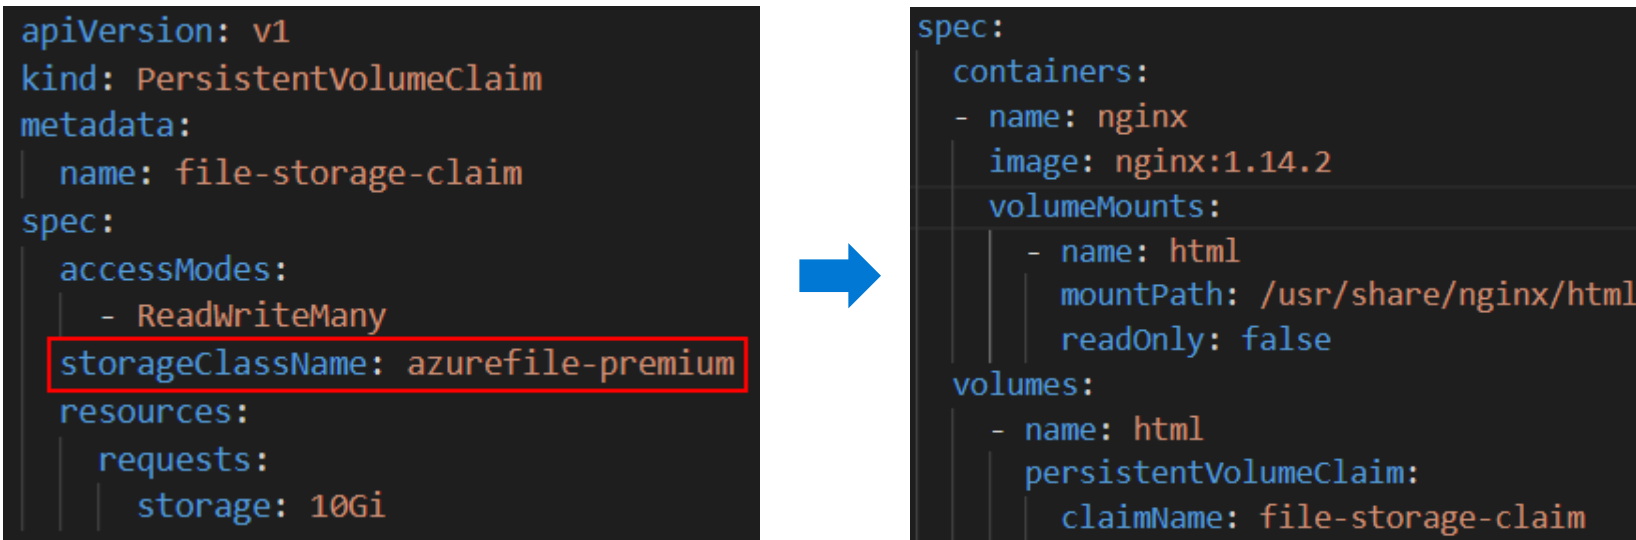 apiVersion: v1
kind: PersistentVolumeClaim
metadata:
  name: file-storage-claim
spec:
  accessModes:
    - ReadWriteMany
  storageClassName: azurefile-premium
  resources:
    requests:
      storage: 10Gi
spec:
  containers:
  - name: nginx
    image: nginx:1.14.2
    volumeMounts:
      - name: html
        mountPath: /usr/share/nginx/html
        readOnly: false
  volumes:
    - name: html
      persistentVolumeClaim:
        claimName: file-storage-claim